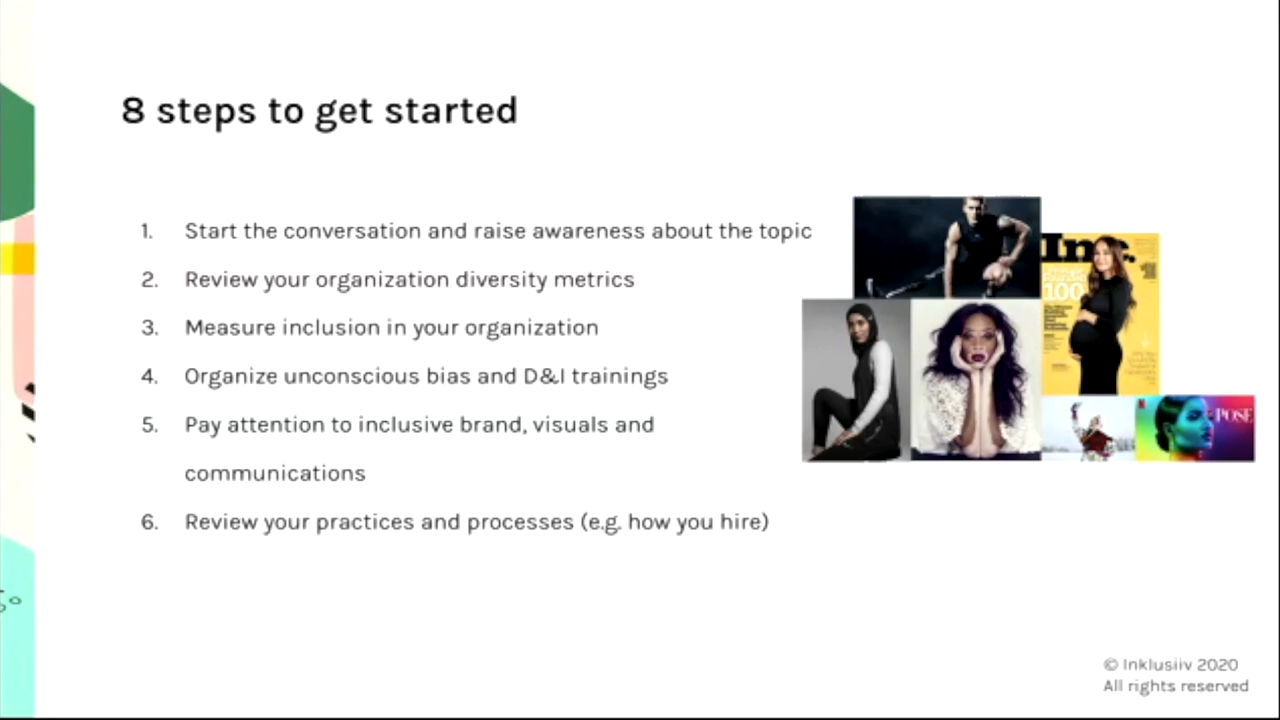 8 steps to get started
1. Start the conversation and raise awareness about the topic
2. Review your organization diversity metrics
3. Measure inclusion in your organization
4. Organize unconscious bias and D&I trainings
5. Pay attention to inclusive brand, visuals and
communications
6. Review your practices and processes (e.g. how you hire)
Inc.
100
POSE
© Inklusiiv 2020
All rights reserved